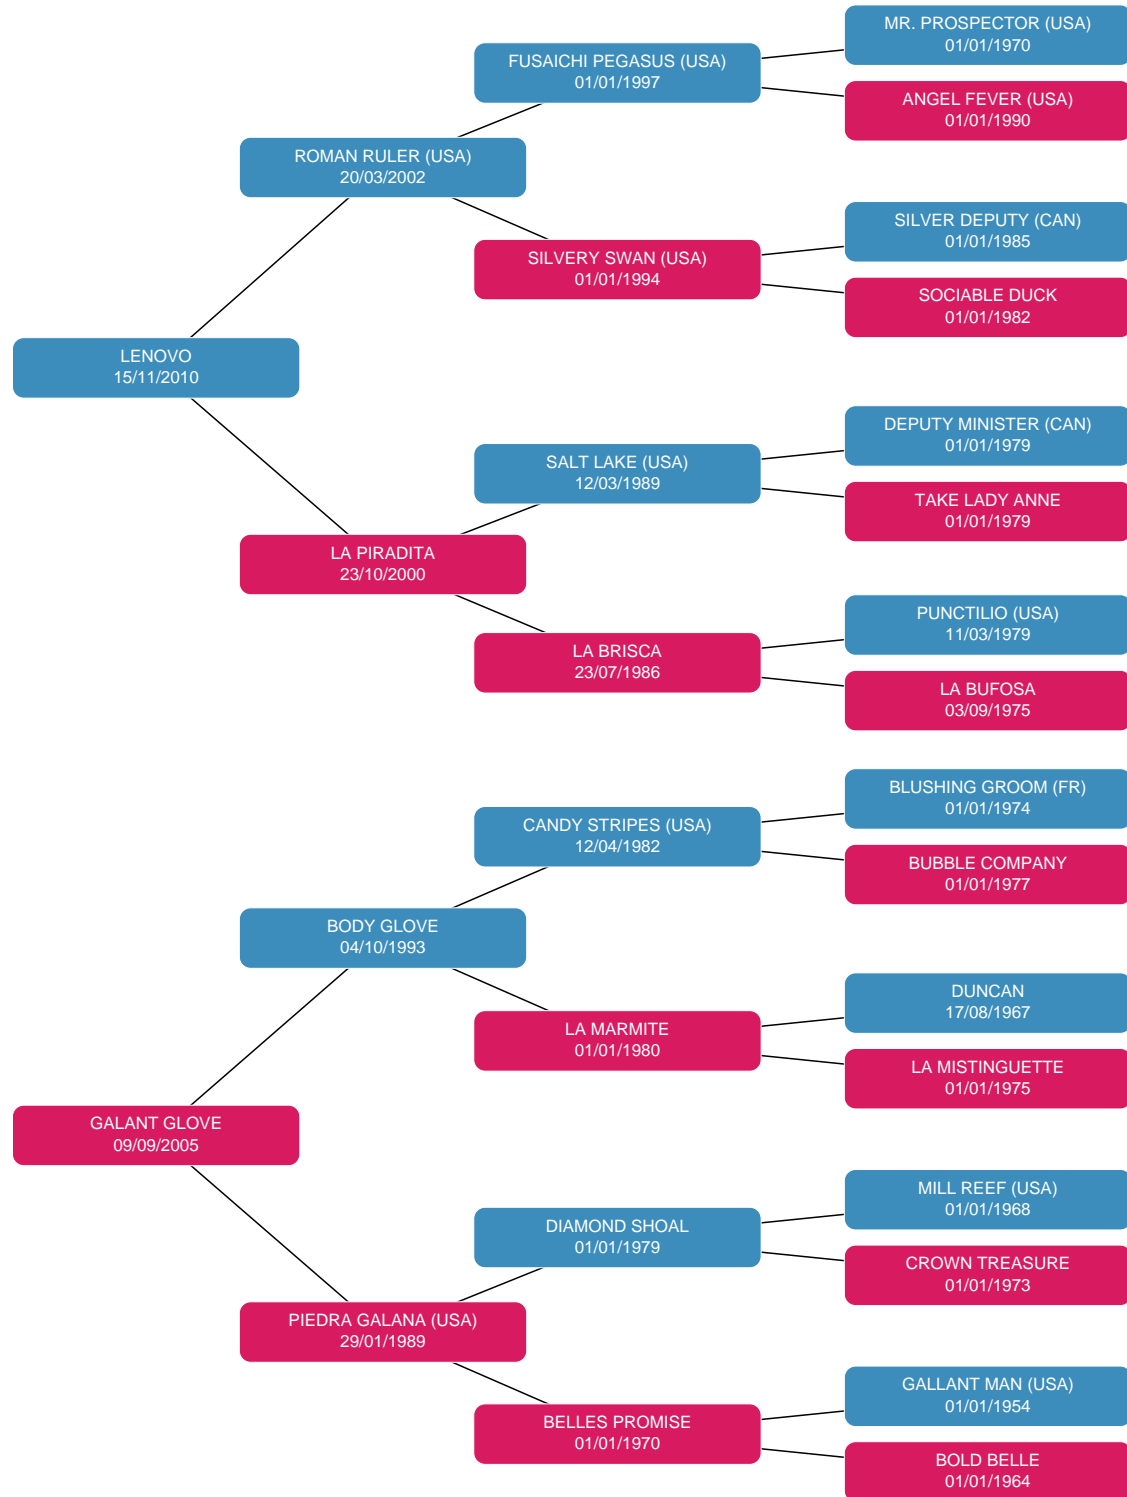 MR. PROSPECTOR (USA)
01/01/1970
FUSAICHI PEGASUS (USA)
01/01/1997
ANGEL FEVER (USA)
01/01/1990
ROMAN RULER (USA)
20/03/2002
SILVER DEPUTY (CAN)
01/01/1985
SILVERY SWAN (USA)
01/01/1994
SOCIABLE DUCK
01/01/1982
LENOVO
15/11/2010
DEPUTY MINISTER (CAN)
01/01/1979
SALT LAKE (USA)
12/03/1989
TAKE LADY ANNE
01/01/1979
LA PIRADITA
23/10/2000
PUNCTILIO (USA)
11/03/1979
LA BRISCA
23/07/1986
LA BUFOSA
03/09/1975
BLUSHING GROOM (FR)
01/01/1974
CANDY STRIPES (USA)
12/04/1982
BUBBLE COMPANY
01/01/1977
BODY GLOVE
04/10/1993
DUNCAN
17/08/1967
LA MARMITE
01/01/1980
LA MISTINGUETTE
01/01/1975
GALANT GLOVE
09/09/2005
MILL REEF (USA)
01/01/1968
DIAMOND SHOAL
01/01/1979
CROWN TREASURE
01/01/1973
PIEDRA GALANA (USA)
29/01/1989
GALLANT MAN (USA)
01/01/1954
BELLES PROMISE
01/01/1970
BOLD BELLE
01/01/1964